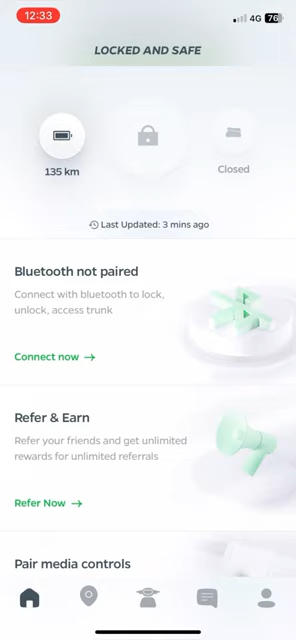 12:33
4G
76
LOCKED AND SAFE
135 km
Closed
Last Updated: 3 mins ago
Bluetooth not paired
Connect with bluetooth to lock,
unlock, access trunk
Connect now →
Refer & Earn
Refer your friends and get unlimited
rewards for unlimited referrals
Refer Now →
Pair media controls